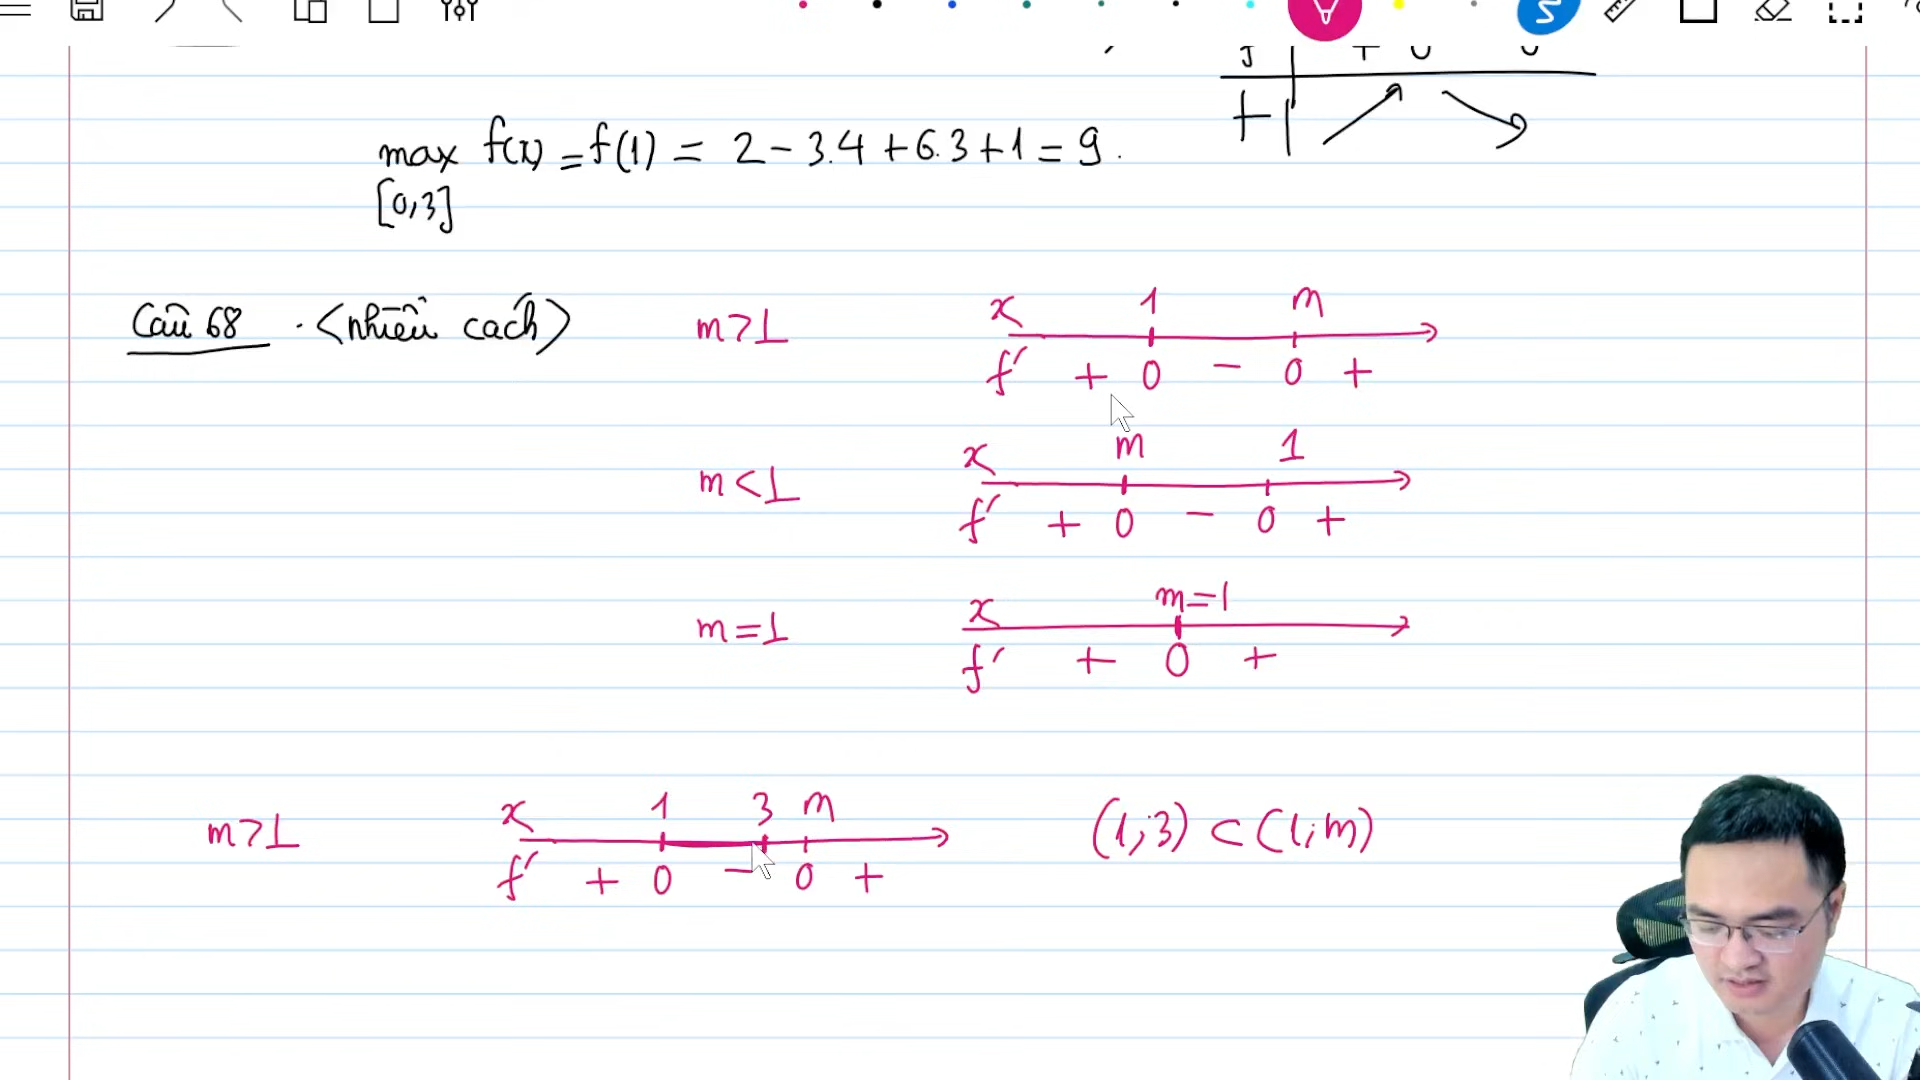 max f(x) = f(1) = 2 - 3.4 + 6.3 + 1 = 9.
[0,3]
Câu 68 . <nhiều cách>
m > 1
x 1 m
f' + 0 - 0 +
m < 1
x m 1
f' + 0 - 0 +
m = 1
x m=1
f' + 0 +
m > 1
x 1 3 m
f' + 0 - 0 +
(1;3) ⊂ (1;m)